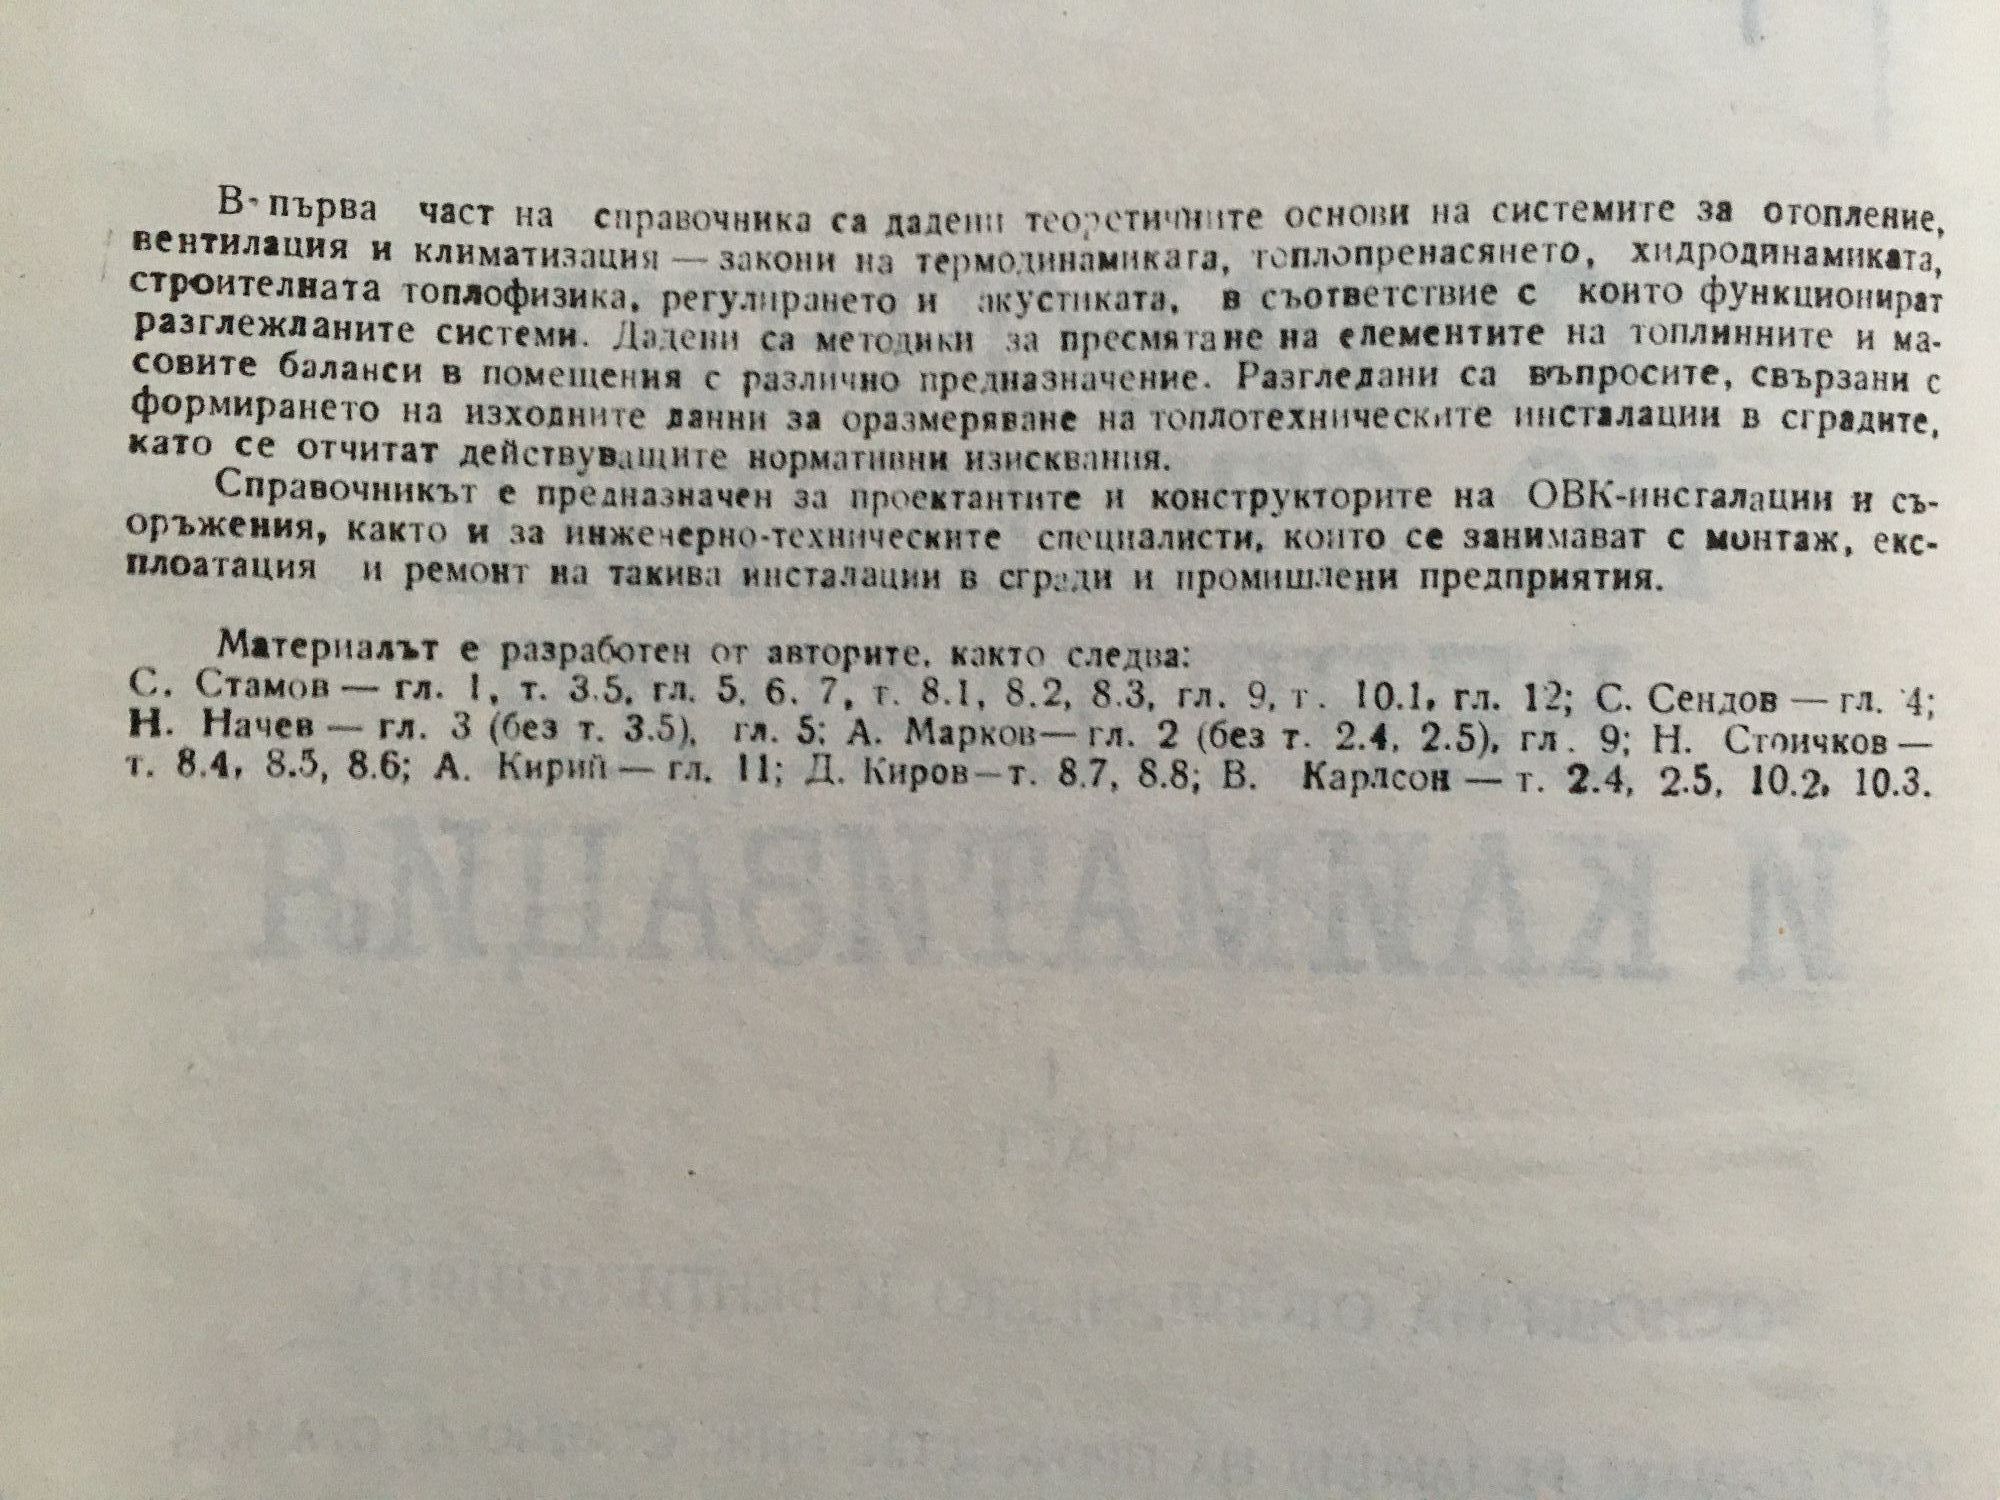 В първа част на справочника са дадени теоретичните основи на системите за отопление,
вентилация и климатизация — закони на термодинамиката, топлопренасянето, хидродинамиката,
строителната топлофизика, регулирането и акустиката, в съответствие с които функционират
разглежданите системи. Дадени са методики за пресмятане на елементите на топлинните и ма-
совите баланси в помещения с различно предназначение. Разгледани са въпросите, свързани с
формирането на изходните данни за оразмеряване на топлотехническите инсталации в сградите,
като се отчитат действуващите нормативни изисквания.
Справочникът е предназначен за проектантите и конструкторите на ОВК-инсталации и съ-
оръжения, както и за инженерно-техническите специалисти, които се занимават с монтаж, екс-
плоатация и ремонт на такива инсталации в сгради и промишлени предприятия.
Материалът е разработен от авторите, както следва:
С. Стамов — гл. 1, т. 3.5, гл. 5, 6, 7, т. 8.1, 8.2, 8.3, гл. 9, т. 10.1, гл. 12; С. Сендов — гл. 4;
Н. Начев — гл. 3 (без т. 3.5), гл. 5; А. Марков — гл. 2 (без т. 2.4, 2.5), гл. 9; Н. Стоичков —
т. 8.4, 8.5, 8.6; А. Кирий — гл. 11; Д. Киров — т. 8.7, 8.8; В. Карлсон — т. 2.4, 2.5, 10.2, 10.3.
И КЛИМАТИЗАЦИЯ